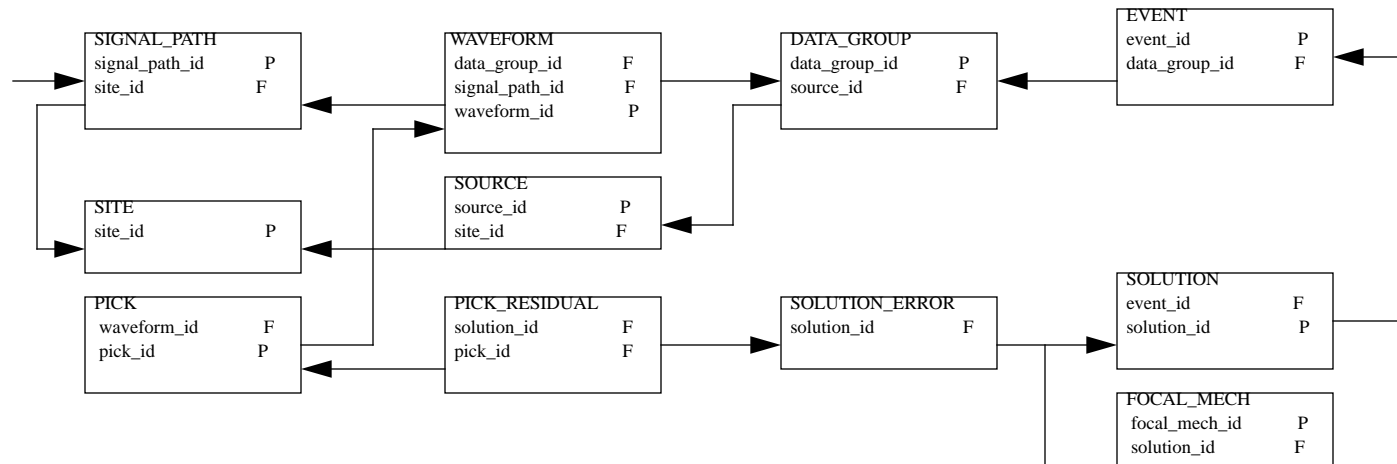 SIGNAL_PATH
signal_path_id P
site_id F
WAVEFORM
data_group_id F
signal_path_id F
waveform_id P
DATA_GROUP
data_group_id P
source_id F
EVENT
event_id P
data_group_id F
SITE
site_id P
SOURCE
source_id P
site_id F
PICK
waveform_id F
pick_id P
PICK_RESIDUAL
solution_id F
pick_id F
SOLUTION_ERROR
solution_id F
SOLUTION
event_id F
solution_id P
FOCAL_MECH
focal_mech_id P
solution_id F